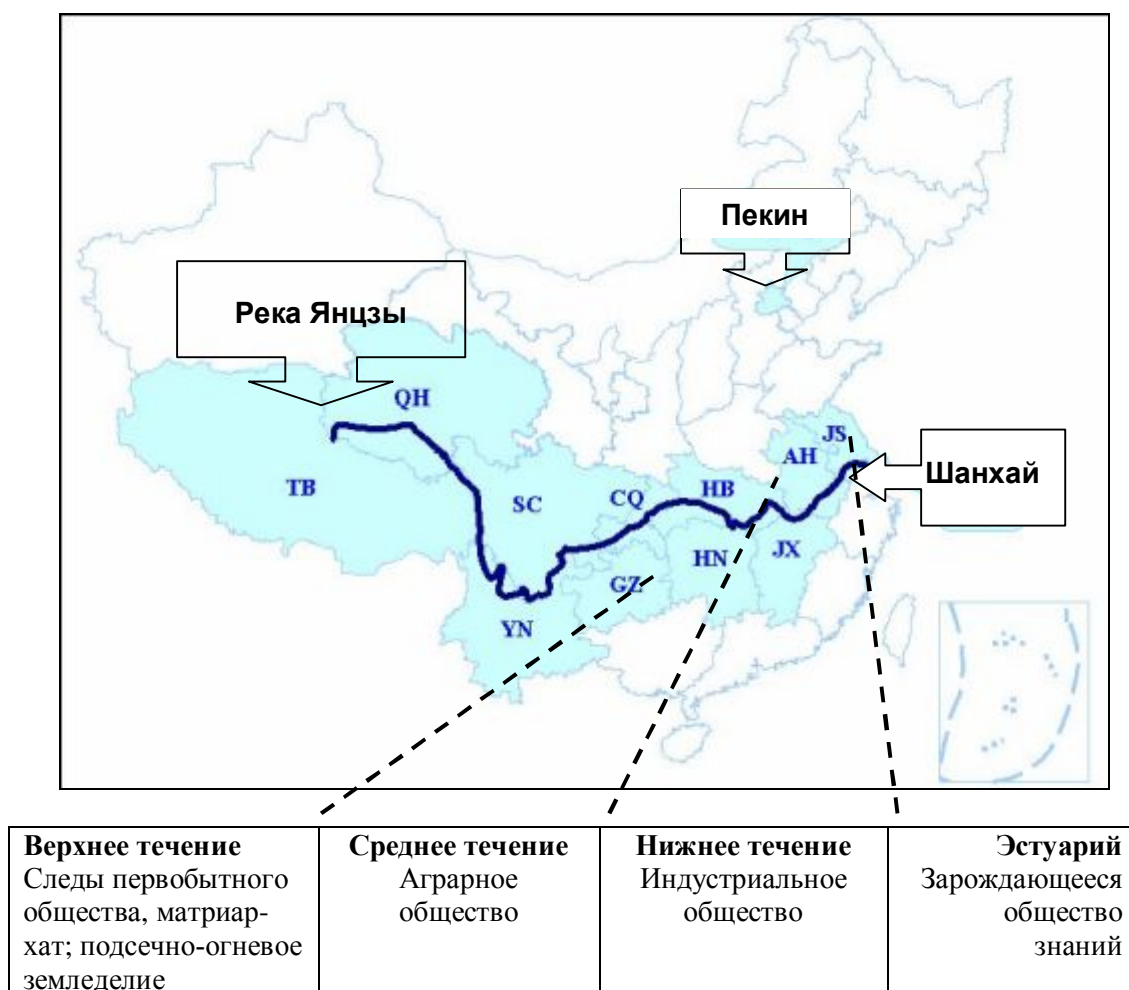 Пекин
Река Янцзы
QH
JS
AH
Шанхай
TB
SC
CQ
HB
HN
JX
GZ
YN
Верхнее течение
Следы первобытного
общества, матриар-
хат; подсечно-огневое
земледелие
Среднее течение
Аграрное
общество
Нижнее течение
Индустриальное
общество
Эстуарий
Зарождающееся
общество
знаний